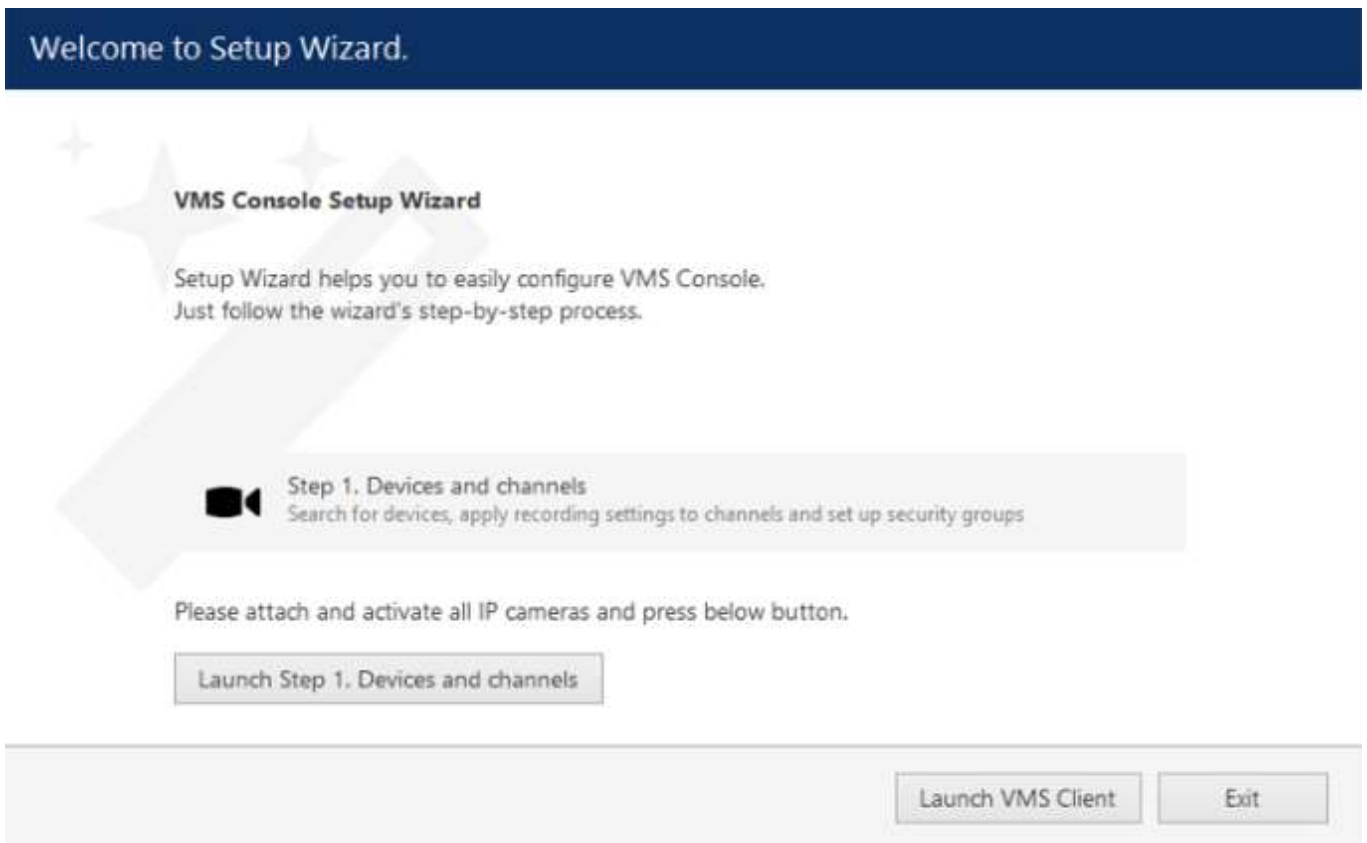 Welcome to Setup Wizard.
VMS Console Setup Wizard
Setup Wizard helps you to easily configure VMS Console.
Just follow the wizard's step-by-step process.
Step 1. Devices and channels
Search for devices, apply recording settings to channels and set up security groups
Please attach and activate all IP cameras and press below button.
Launch Step 1. Devices and channels
Launch VMS Client
Exit